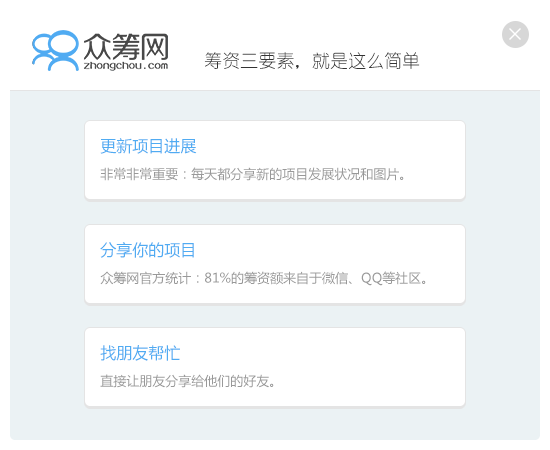 众筹网
zhongchou.com
筹资三要素，就是这么简单
更新项目进展
非常非常重要：每天都分享新的项目发展状况和图片。
分享你的项目
众筹网官方统计：81%的筹资额来自于微信、QQ等社区。
找朋友帮忙
直接让朋友分享给他们的好友。